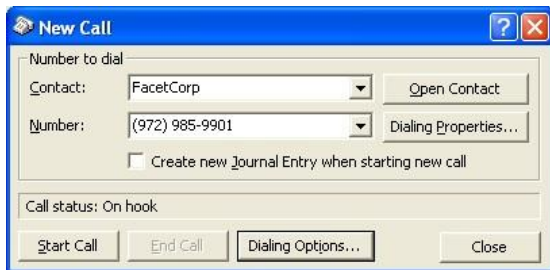 New Call
Number to dial
Contact: FacetCorp Open Contact
Number: (972) 985-9901 Dialing Properties...
Create new Journal Entry when starting new call
Call status: On hook
Start Call End Call Dialing Options... Close